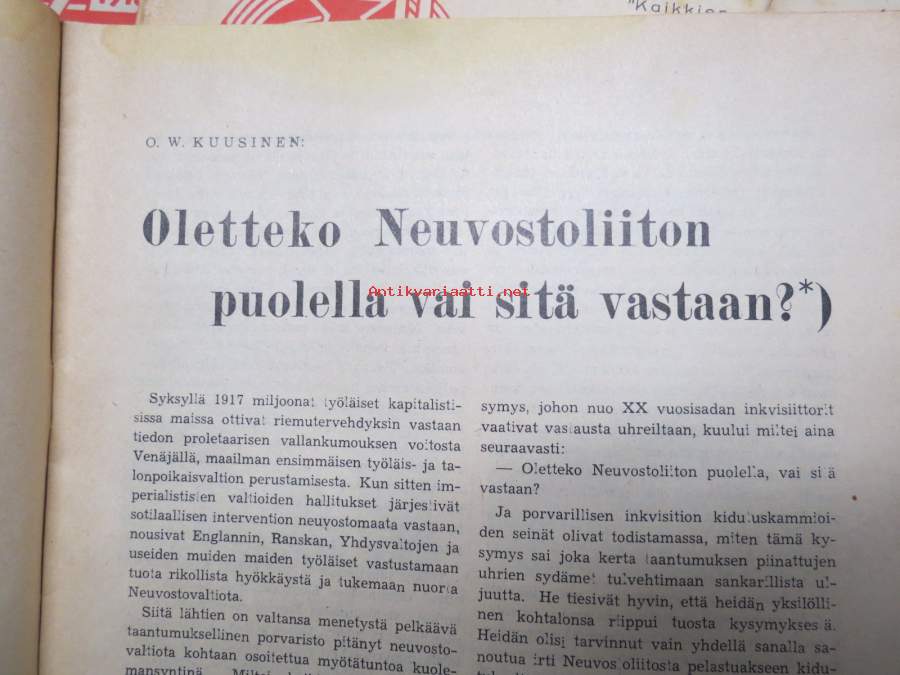 "Kaikkien
O. W. KUUSINEN:
Oletteko Neuvostoliiton
puolella vai sitä vastaan?*)
Antikvariaatti.net
Syksyllä 1917 miljoonat työläiset kapitalisti-
sissa maissa ottivat riemutervehdyksin vastaan
tiedon proletaarisen vallankumouksen voitosta
Venäjällä, maailman ensimmäisen työläis- ja ta-
lonpoikaisvaltion perustamisesta. Kun sitten im-
perialististen valtioiden hallitukset järjestivät
sotilaallisen intervention neuvostomaata vastaan,
nousivat Englannin, Ranskan, Yhdysvaltojen ja
useiden muiden maiden työläiset vastustamaan
tuota rikollista hyökkäystä ja tukemaan nuorta
Neuvostovaltiota.
Siitä lähtien on valtansa menetystä pelkäävä
taantumuksellinen porvaristo pitänyt neuvosto-
valtiota kohtaan osoitettua myötätuntoa kuole-
mansyntinä.
symys, johon nuo XX vuosisadan inkvisiittorit
vaativat vastausta uhreiltaan, kuului miltei aina
seuraavasti:
— Oletteko Neuvostoliiton puolella, vai sitä
vastaan?
Ja porvarillisen inkvisition kidutuskammioi-
den seinät olivat todistamassa, miten tämä ky-
symys sai joka kerta taantumuksen piinattujen
uhrien sydämet tulvehtimaan sankarillista ul-
juutta. He tiesivät hyvin, että heidän yksilölli-
nen kohtalonsa riippui tuosta kysymyksestä.
Heidän olisi tarvinnut vain yhdellä sanalla sa-
noutua irti Neuvostoliitosta pelastuakseen kidu-